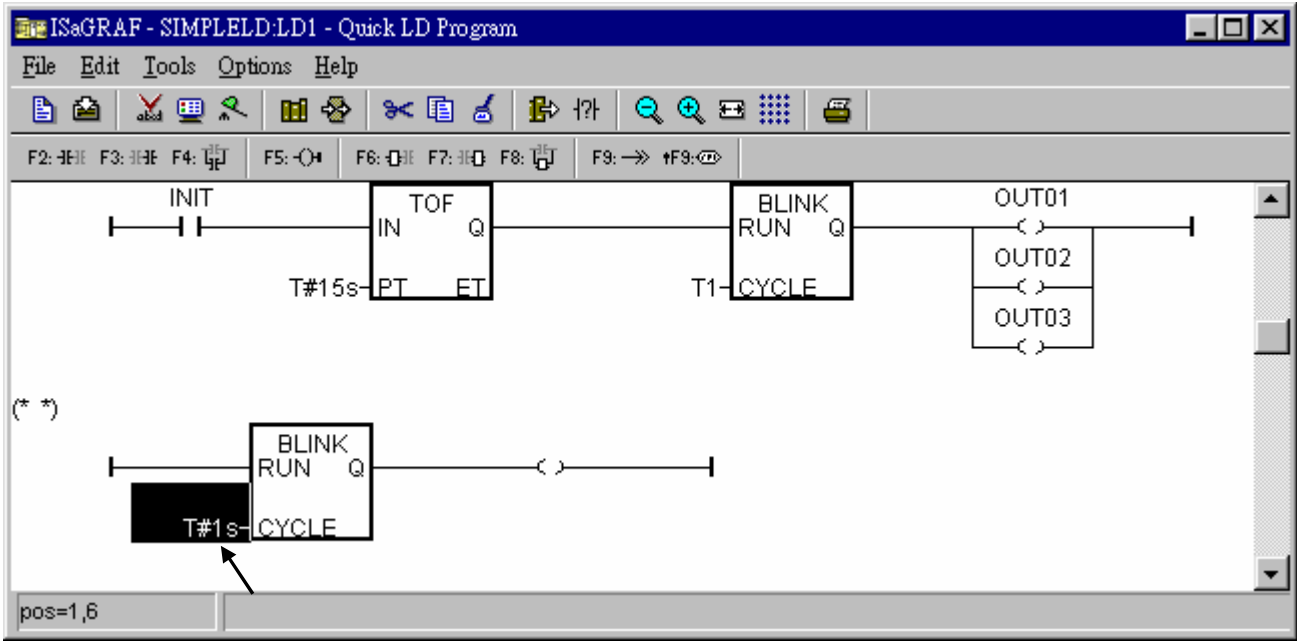 ISaGRAF - SIMPLELD:LD1 - Quick LD Program
File Edit Tools Options Help
F2: F3: F4: F5: F6: F7: F8: F9: F9:
INIT TOF BLINK OUT01
IN Q RUN Q
OUT02
T#15s PT ET T1 CYCLE
OUT03
(* *)
BLINK
RUN Q
T#1s CYCLE
pos=1,6